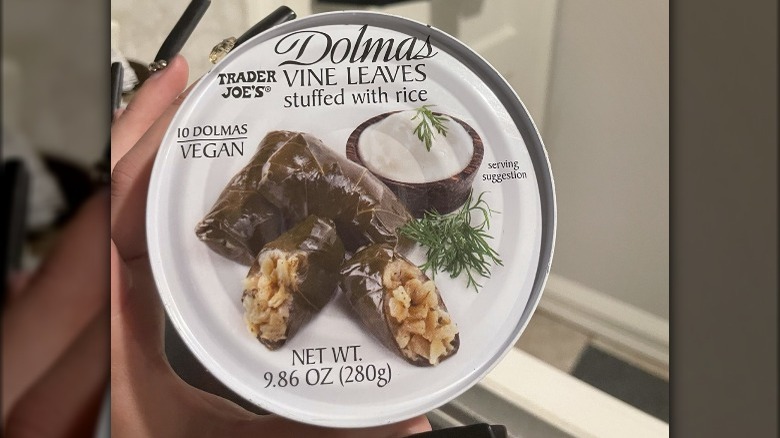 Dolmas
TRADER JOE'S®
VINE LEAVES
stuffed with rice
10 DOLMAS
VEGAN
serving
suggestion
NET WT.
9.86 OZ (280g)